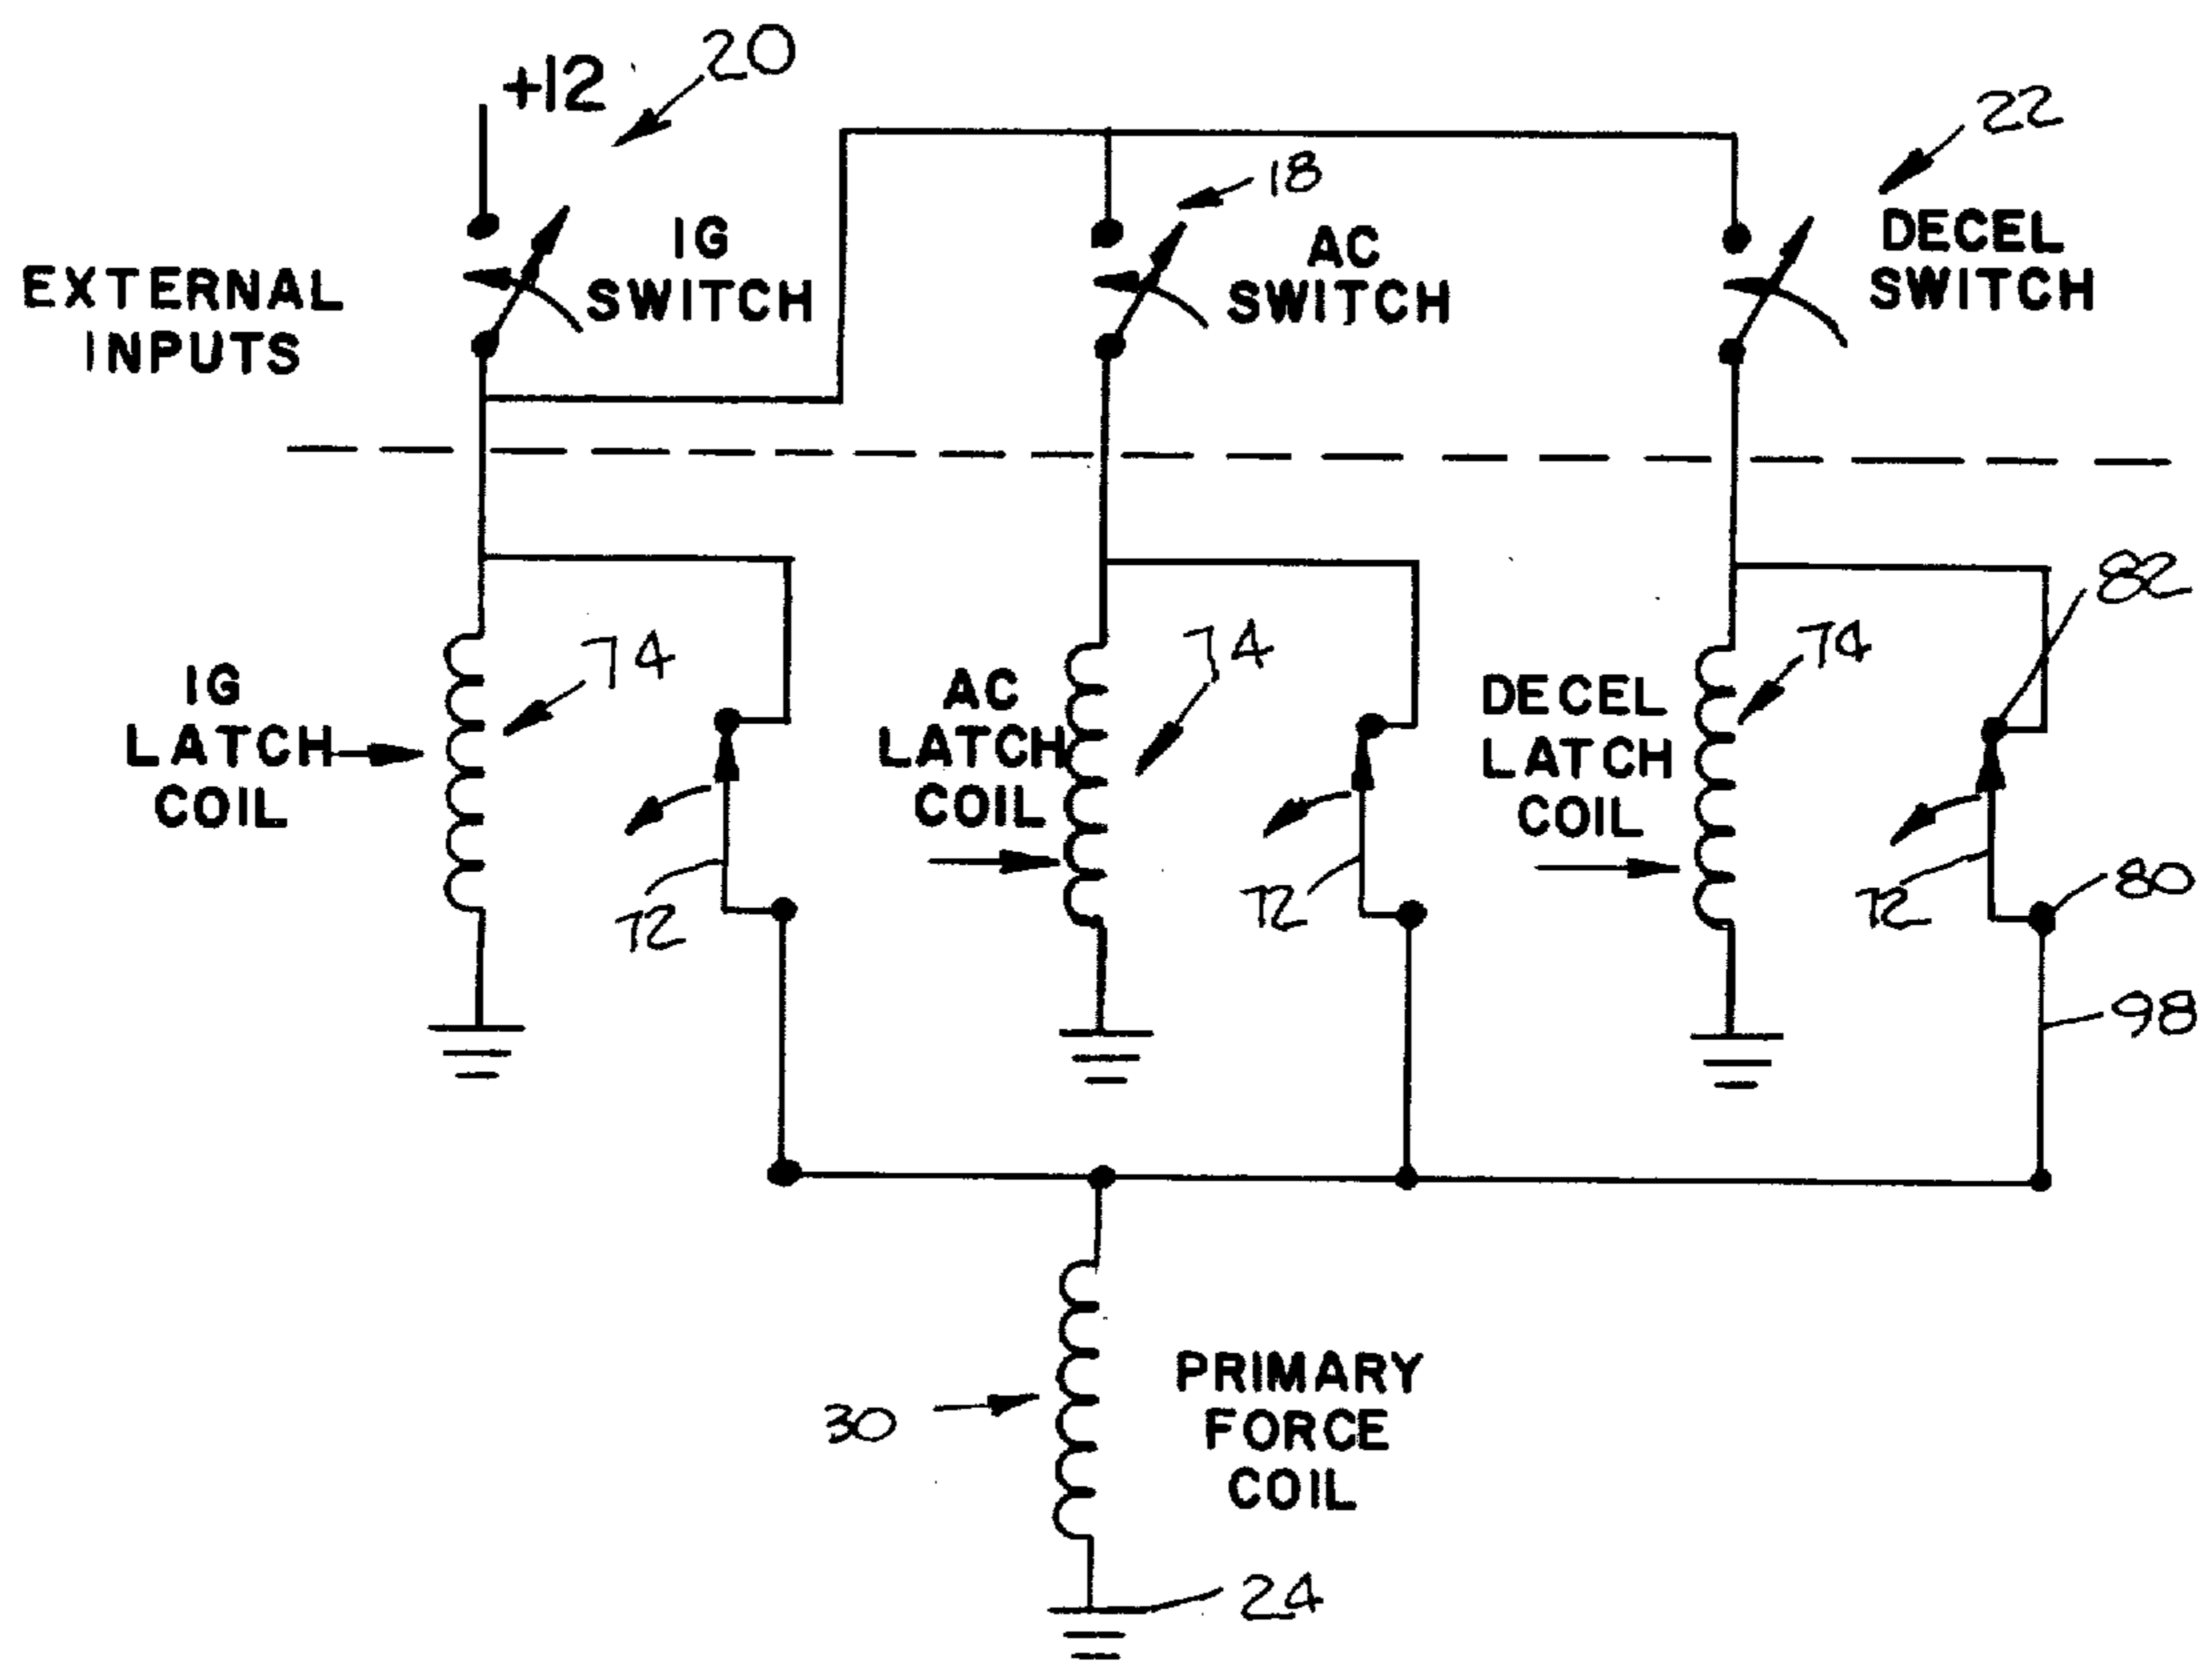 +12
20
22
18
IG
SWITCH
AC
SWITCH
DECEL
SWITCH
EXTERNAL
INPUTS
82
74
74
74
IG
LATCH
COIL
AC
LATCH
COIL
DECEL
LATCH
COIL
72
72
72
80
98
30
PRIMARY
FORCE
COIL
24